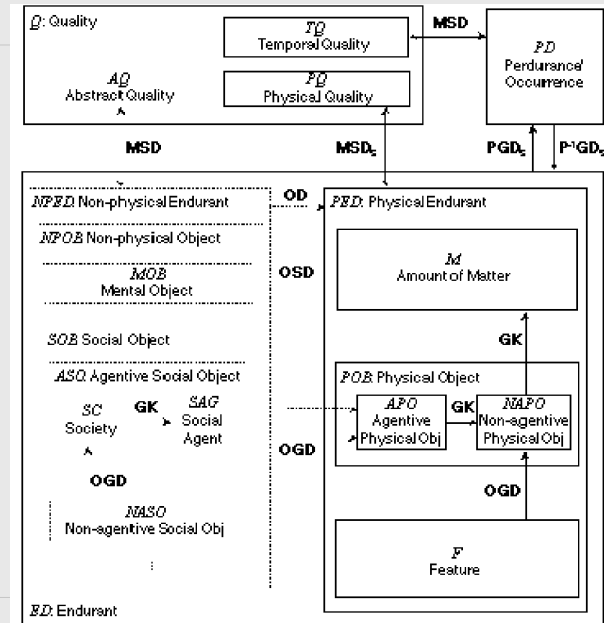 Q: Quality
TQ
Temporal Quality
MSD
PD
Perdurance/
Occurrence
AQ
Abstract Quality
PQ
Physical Quality
MSD
MSDs
PGDs
P-1GDs
NPED: Non-physical Endurant
OD
PED: Physical Endurant
NPOB: Non-physical Object
M
Amount of Matter
MOB
Mental Object
OSD
SOB: Social Object
GK
ASO: Agentive Social Object
POB: Physical Object
SC
Society
GK
SAG
Social
Agent
APO
Agentive
Physical Obj
GK
NAPO
Non-agentive
Physical Obj
OGD
OGD
OGD
NASO
Non-agentive Social Obj
F
Feature
ED: Endurant